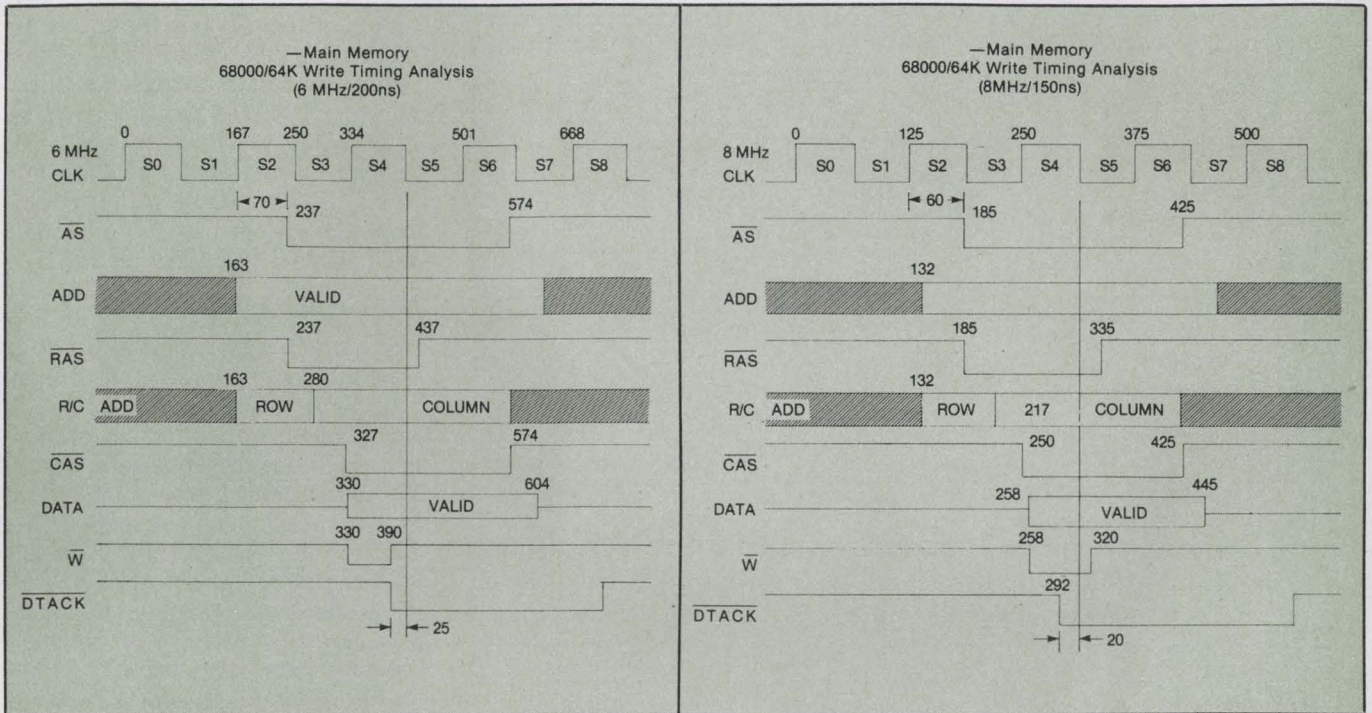 —Main Memory
68000/64K Write Timing Analysis
(6 MHz/200ns)
0 167 250 334 501 668
6 MHz
CLK
S0 S1 S2 S3 S4 S5 S6 S7 S8
70
237 574
AS
163
ADD VALID
237 437
RAS
163 280
R/C ADD ROW COLUMN
327 574
CAS
330 604
DATA VALID
330 390
W
DTACK
25
—Main Memory
68000/64K Write Timing Analysis
(8MHz/150ns)
0 125 250 375 500
8 MHz
CLK
S0 S1 S2 S3 S4 S5 S6 S7 S8
60
185 425
AS
132
ADD
185 335
RAS
132
R/C ADD ROW 217 COLUMN
250 425
CAS
258 445
DATA VALID
258 320
W
292
DTACK
20